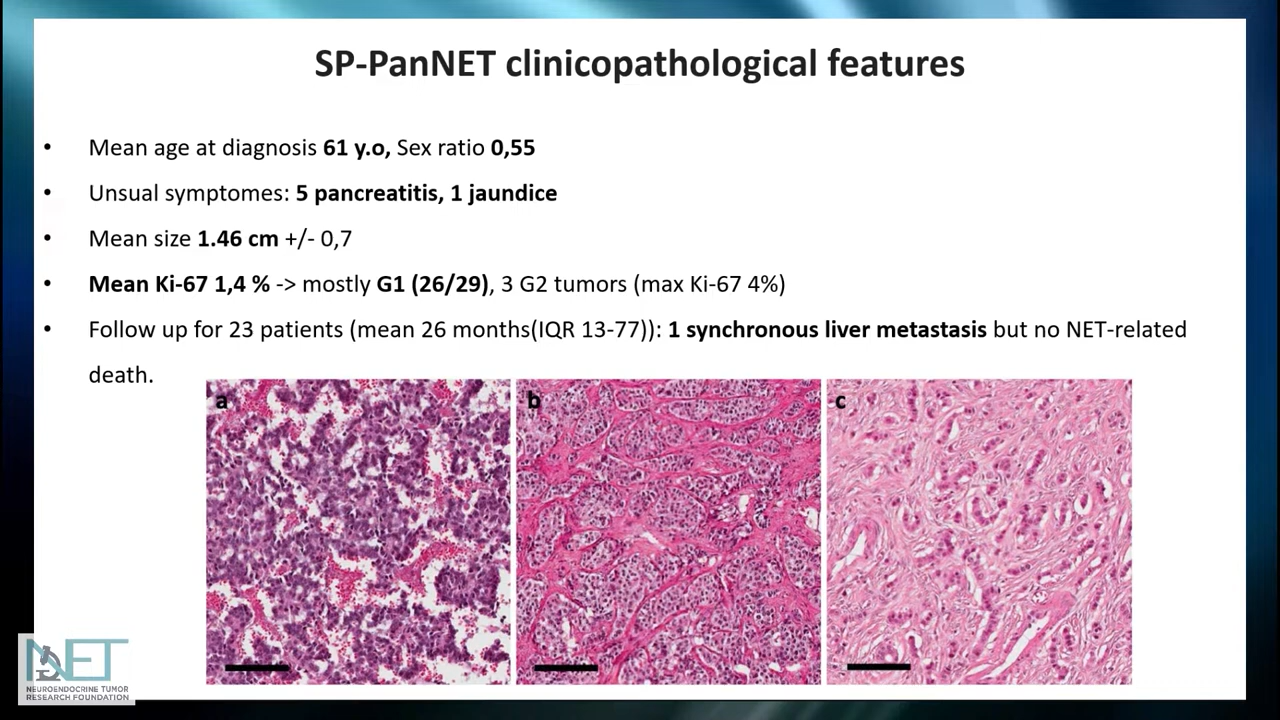 SP-PanNET clinicopathological features
• Mean age at diagnosis 61 y.o, Sex ratio 0,55
• Unsual symptomes: 5 pancreatitis, 1 jaundice
• Mean size 1.46 cm +/- 0,7
• Mean Ki-67 1,4 % -> mostly G1 (26/29), 3 G2 tumors (max Ki-67 4%)
• Follow up for 23 patients (mean 26 months(IQR 13-77)): 1 synchronous liver metastasis but no NET-related
death.
a
b
c
NET
NEUROENDOCRINE TUMOR
RESEARCH FOUNDATION